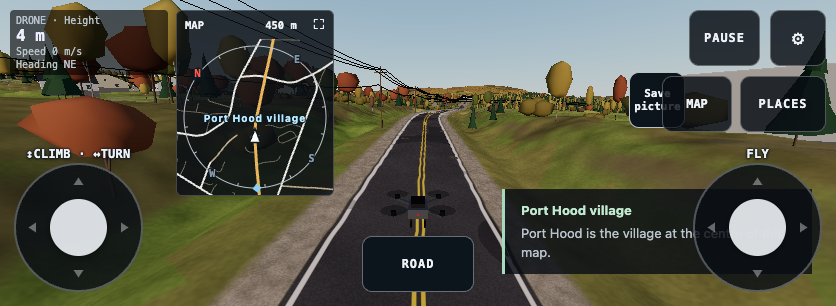 DRONE · Height
4 m
Speed 0 m/s
Heading NE
MAP
450 m
N
E
Port Hood village
W
S
PAUSE
⚙
Save
picture
MAP
PLACES
↕CLIMB · ↔TURN
FLY
Port Hood village
Port Hood is the village at the
map.
ROAD